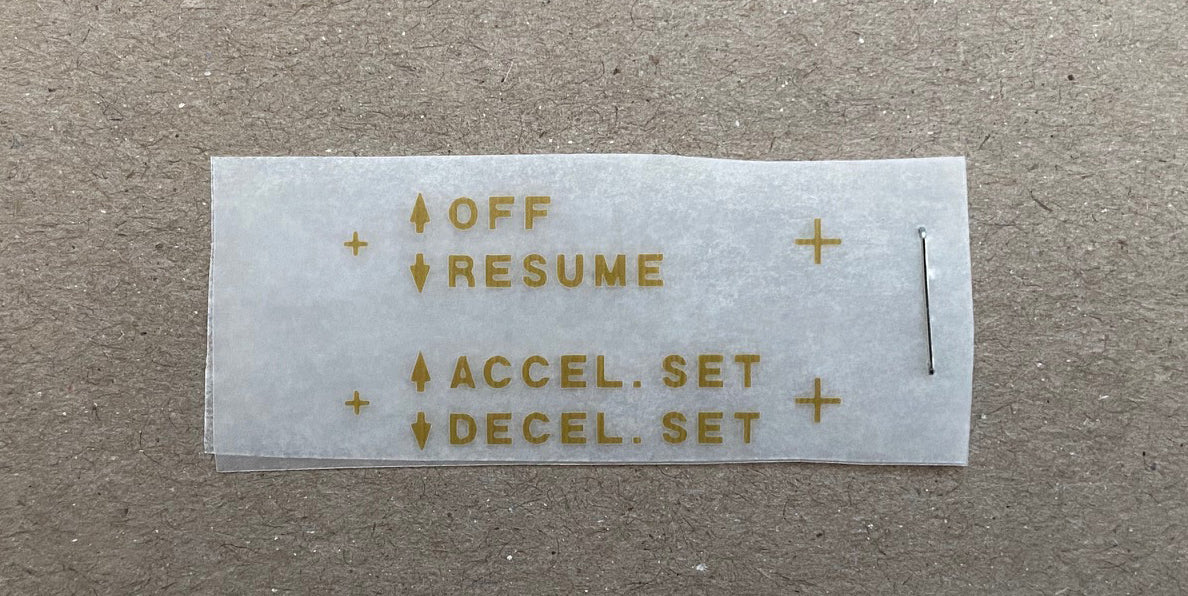 OFF
RESUME
ACCEL. SET
DECEL. SET